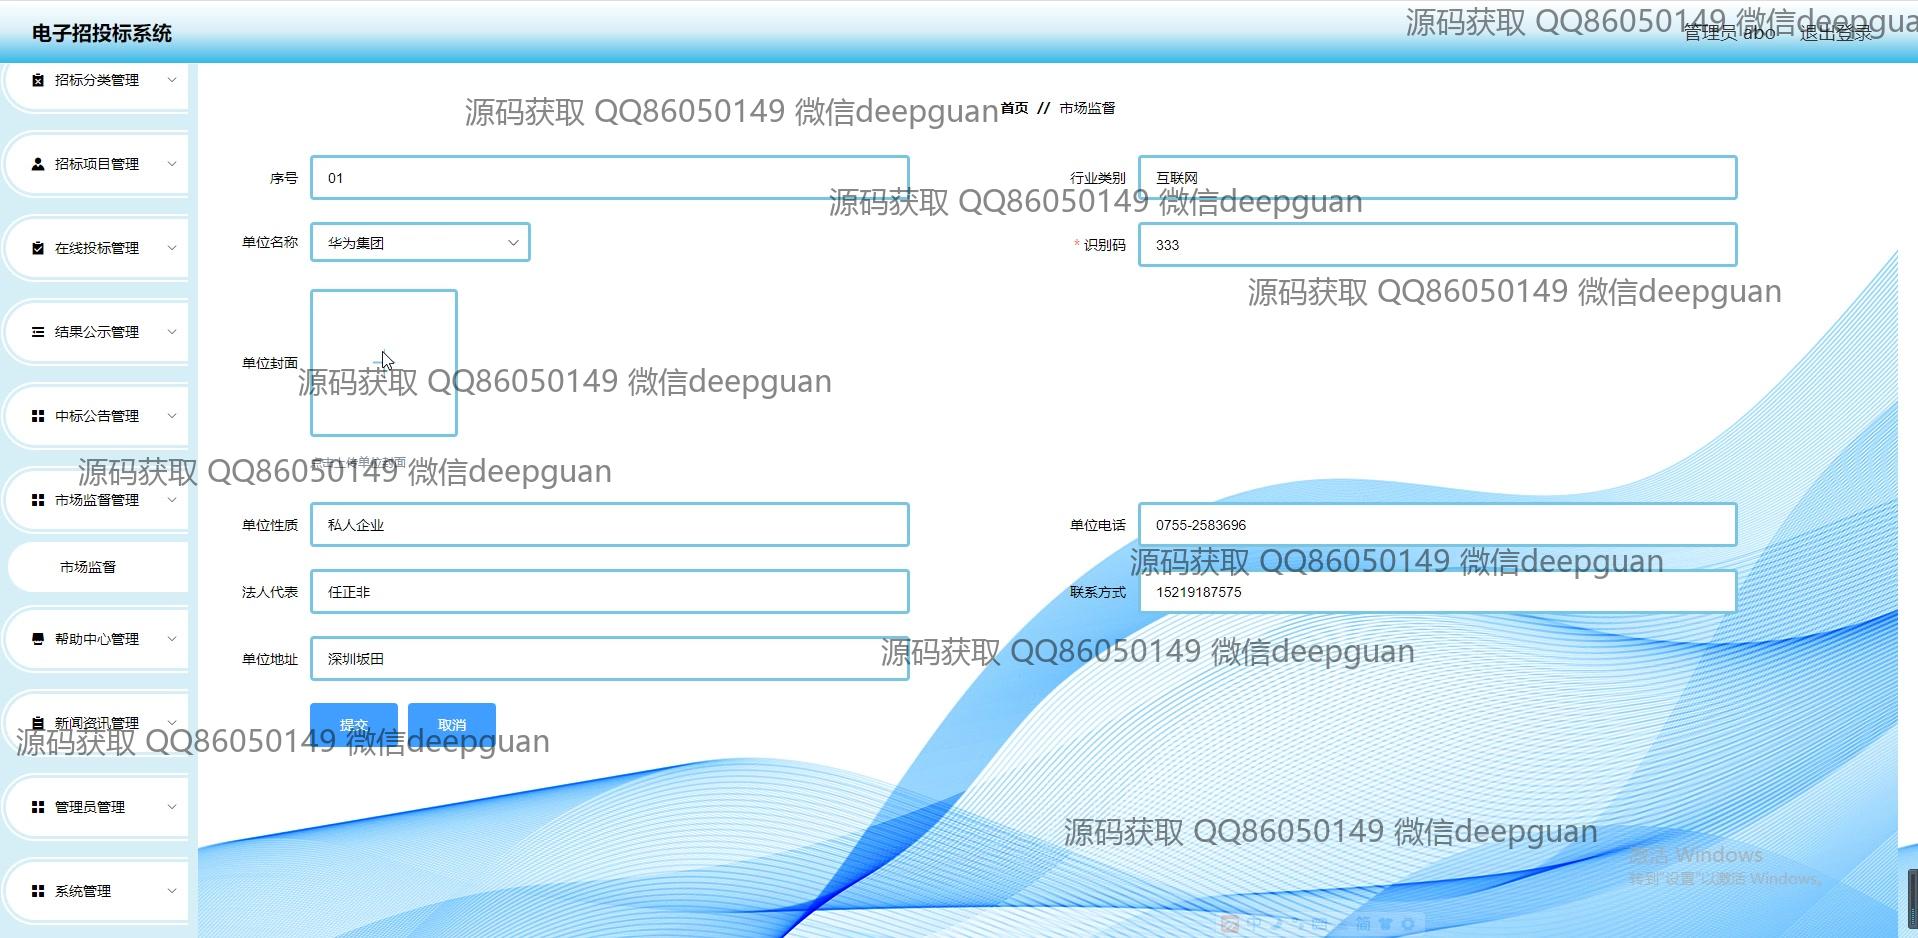 电子招投标系统
源码获取 QQ86050149 微信deepgua
管理员 abo 退出登录
招标分类管理
源码获取 QQ86050149 微信deepguan
首页 // 市场监督
招标项目管理
序号 01
行业类别 互联网
源码获取 QQ86050149 微信deepguan
在线投标管理
单位名称 华为集团
* 识别码 333
源码获取 QQ86050149 微信deepguan
结果公示管理
单位封面
源码获取 QQ86050149 微信deepguan
中标公告管理
点击上传单位封面
源码获取 QQ86050149 微信deepguan
市场监督管理
单位性质 私人企业
单位电话 0755-2583696
市场监督
源码获取 QQ86050149 微信deepguan
法人代表 任正非
联系方式 15219187575
帮助中心管理
单位地址 深圳坂田
源码获取 QQ86050149 微信deepguan
新闻资讯管理
提交 取消
源码获取 QQ86050149 微信deepguan
管理员管理
源码获取 QQ86050149 微信deepguan
激活 Windows
转到"设置"以激活 Windows。
系统管理
中 简